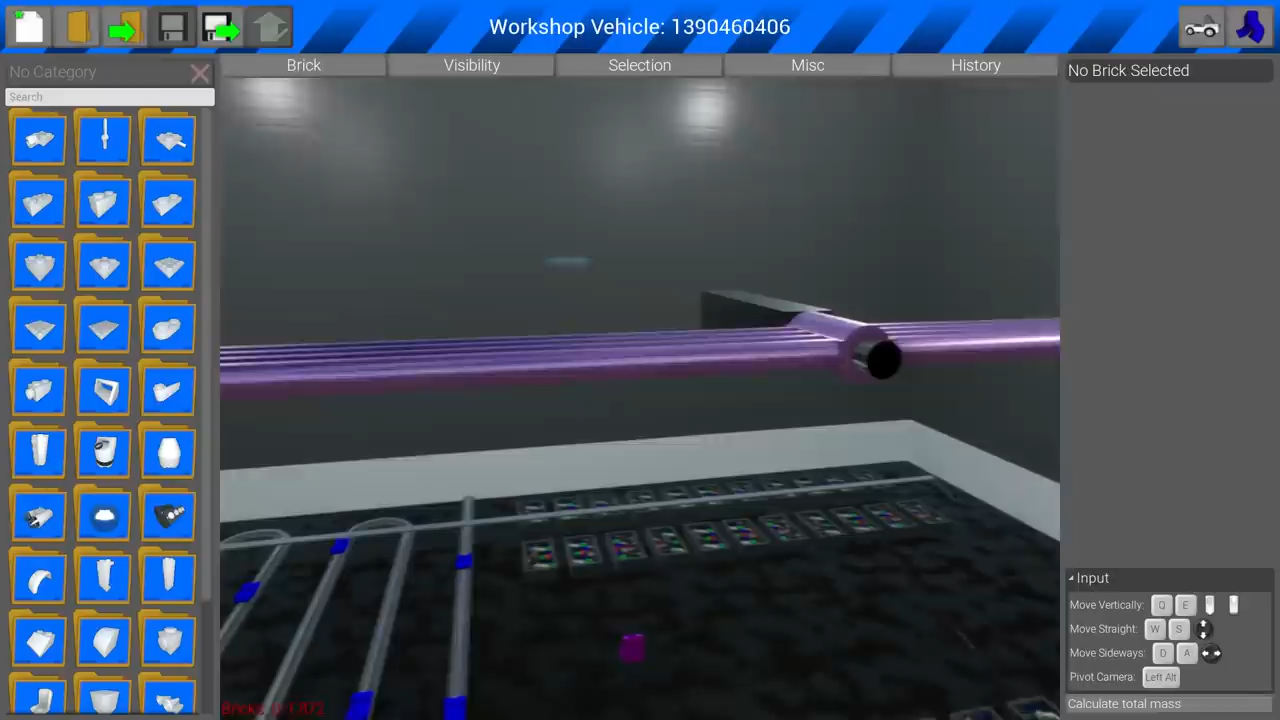 Workshop Vehicle: 1390460406
No Category
Search
Brick
Visibility
Selection
Misc
History
No Brick Selected
Input
Move Vertically: Q E
Move Straight: W S
Move Sideways: D A
Pivot Camera: Left Alt
Calculate total mass